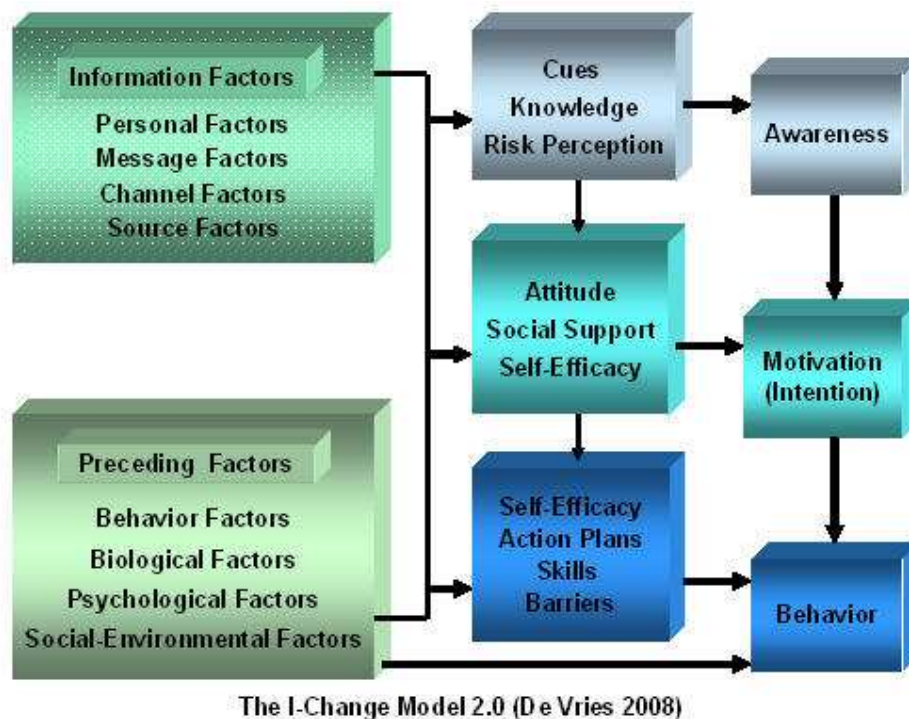 Information Factors
Personal Factors
Message Factors
Channel Factors
Source Factors
Cues
Knowledge
Risk Perception
Awareness
Attitude
Social Support
Self-Efficacy
Motivation
(Intention)
Preceding Factors
Behavior Factors
Biological Factors
Psychological Factors
Social-Environmental Factors
Self-Efficacy
Action Plans
Skills
Barriers
Behavior
The I-Change Model 2.0 (De Vries 2008)